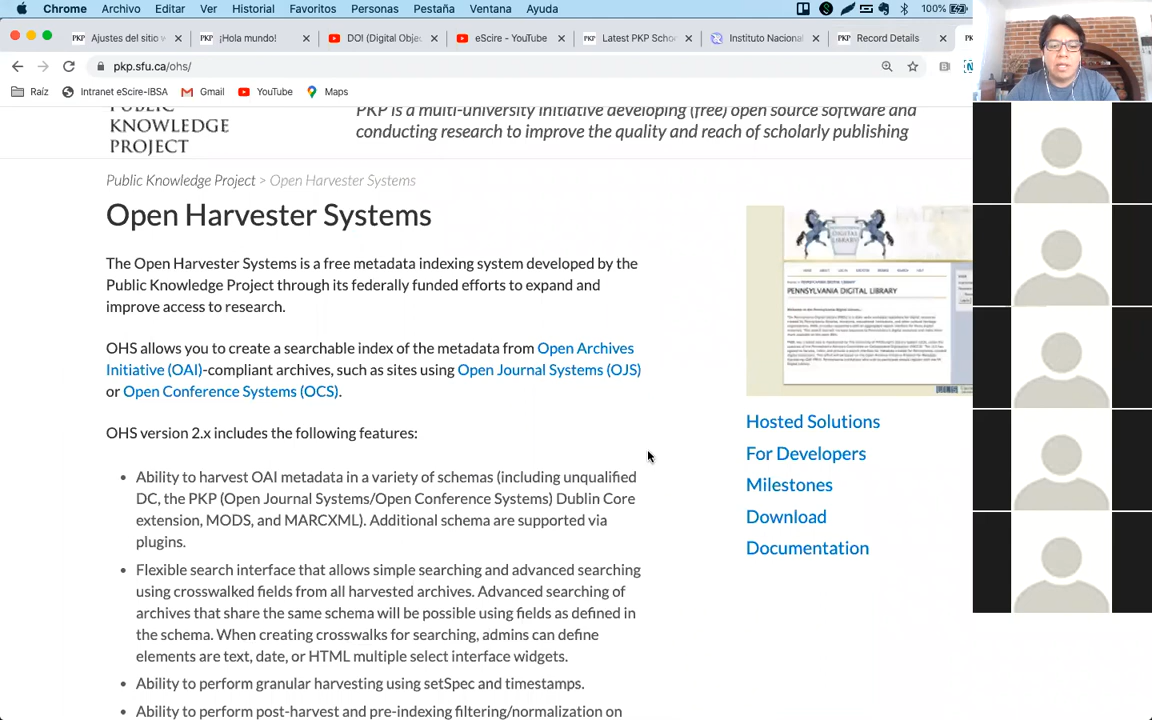 Chrome Archivo Editar Ver Historial Favoritos Personas Pestaña Ventana Ayuda 100%
PKP Ajustes del sitio w × PKP ¡Hola mundo! × DOI (Digital Obje × eScire - YouTube × PKP Latest PKP Scho × Instituto Nacional × PKP Record Details ×
pkp.sfu.ca/ohs/
Raíz Intranet eScire-IBSA Gmail YouTube Maps
PUBLIC
KNOWLEDGE
PROJECT
PKP is a multi-university initiative developing (free) open source software and
conducting research to improve the quality and reach of scholarly publishing
Public Knowledge Project > Open Harvester Systems
Open Harvester Systems
The Open Harvester Systems is a free metadata indexing system developed by the
Public Knowledge Project through its federally funded efforts to expand and
improve access to research.
OHS allows you to create a searchable index of the metadata from Open Archives
Initiative (OAI)-compliant archives, such as sites using Open Journal Systems (OJS)
or Open Conference Systems (OCS).
OHS version 2.x includes the following features:
• Ability to harvest OAI metadata in a variety of schemas (including unqualified
DC, the PKP (Open Journal Systems/Open Conference Systems) Dublin Core
extension, MODS, and MARCXML). Additional schema are supported via
plugins.
• Flexible search interface that allows simple searching and advanced searching
using crosswalked fields from all harvested archives. Advanced searching of
archives that share the same schema will be possible using fields as defined in
the schema. When creating crosswalks for searching, admins can define
elements are text, date, or HTML multiple select interface widgets.
• Ability to perform granular harvesting using setSpec and timestamps.
• Ability to perform post-harvest and pre-indexing filtering/normalization on
DIGITAL
LIBRARY
PENNSYLVANIA DIGITAL LIBRARY
Hosted Solutions
For Developers
Milestones
Download
Documentation